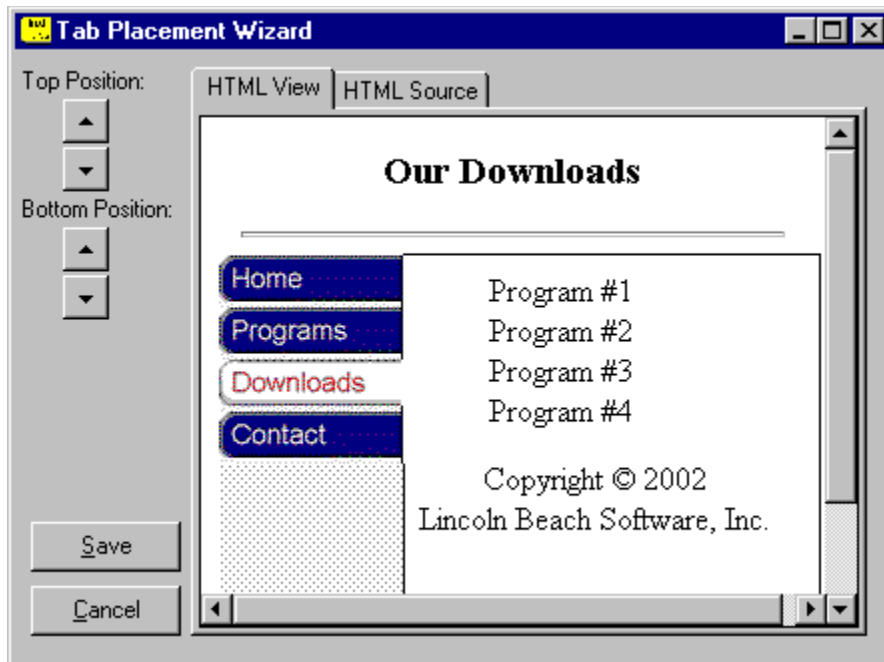 Tab Placement Wizard
Top Position:
Bottom Position:
Save
Cancel
HTML View
HTML Source
Our Downloads
Home
Programs
Downloads
Contact
Program #1
Program #2
Program #3
Program #4
Copyright © 2002
Lincoln Beach Software, Inc.